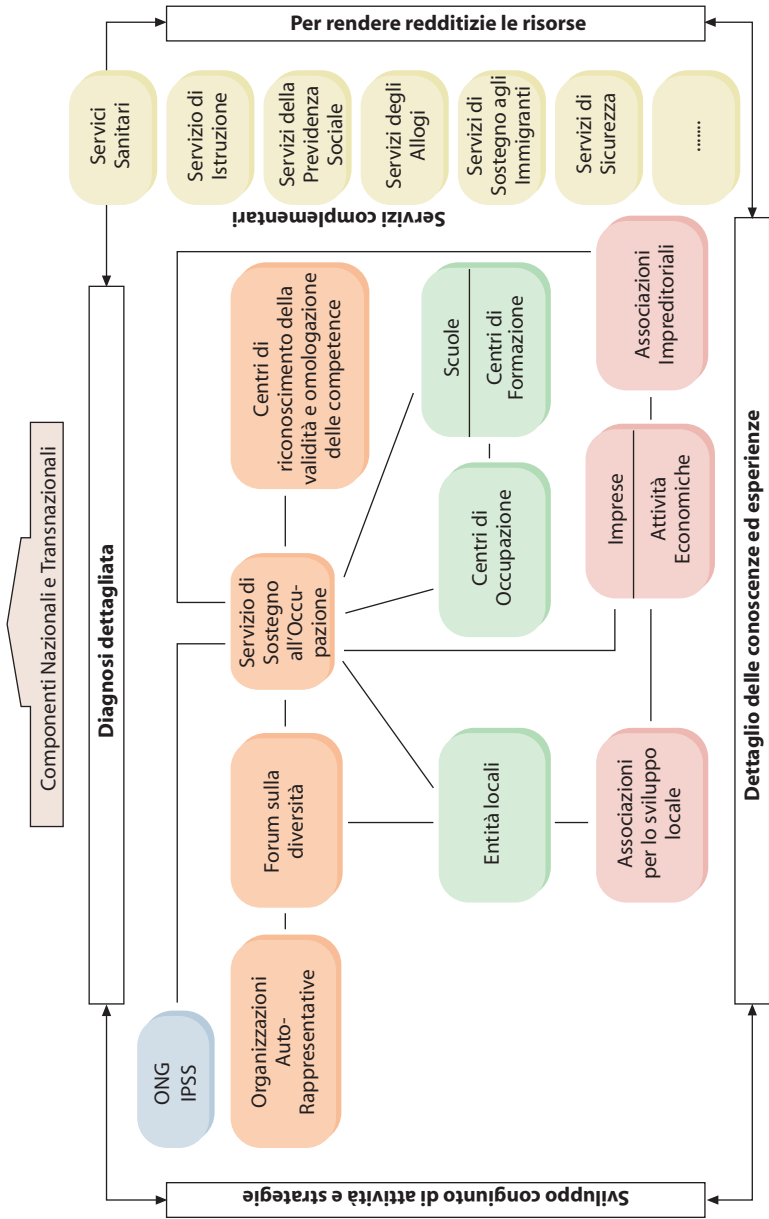 Componenti Nazionali e Transnazionali
Diagnosi dettagliata
Sviluppo congiunto di attività e strategie
ONG
IPSS
Organizzazioni
Auto-
Rappresentative
Forum sulla
diversità
Servizio di
Sostegno
all'Occu-
pazione
Centri di
riconoscimento della
validità e omologazione
delle competence
Entità locali
Centri di
Occupazione
Scuole
Centri di
Formazione
Associazioni
per lo sviluppo
locale
Imprese
Attività
Economiche
Associazioni
Impreditoriali
Servizi complementari
Servici
Sanitari
Servizio di
Istruzione
Servizi della
Previdenza
Sociale
Servizi degli
Allogi
Servizi di
Sostegno agli
Immigranti
Servizi di
Sicurezza
.......
Per rendere redditizie le risorse
Dettaglio delle conoscenze ed esperienze